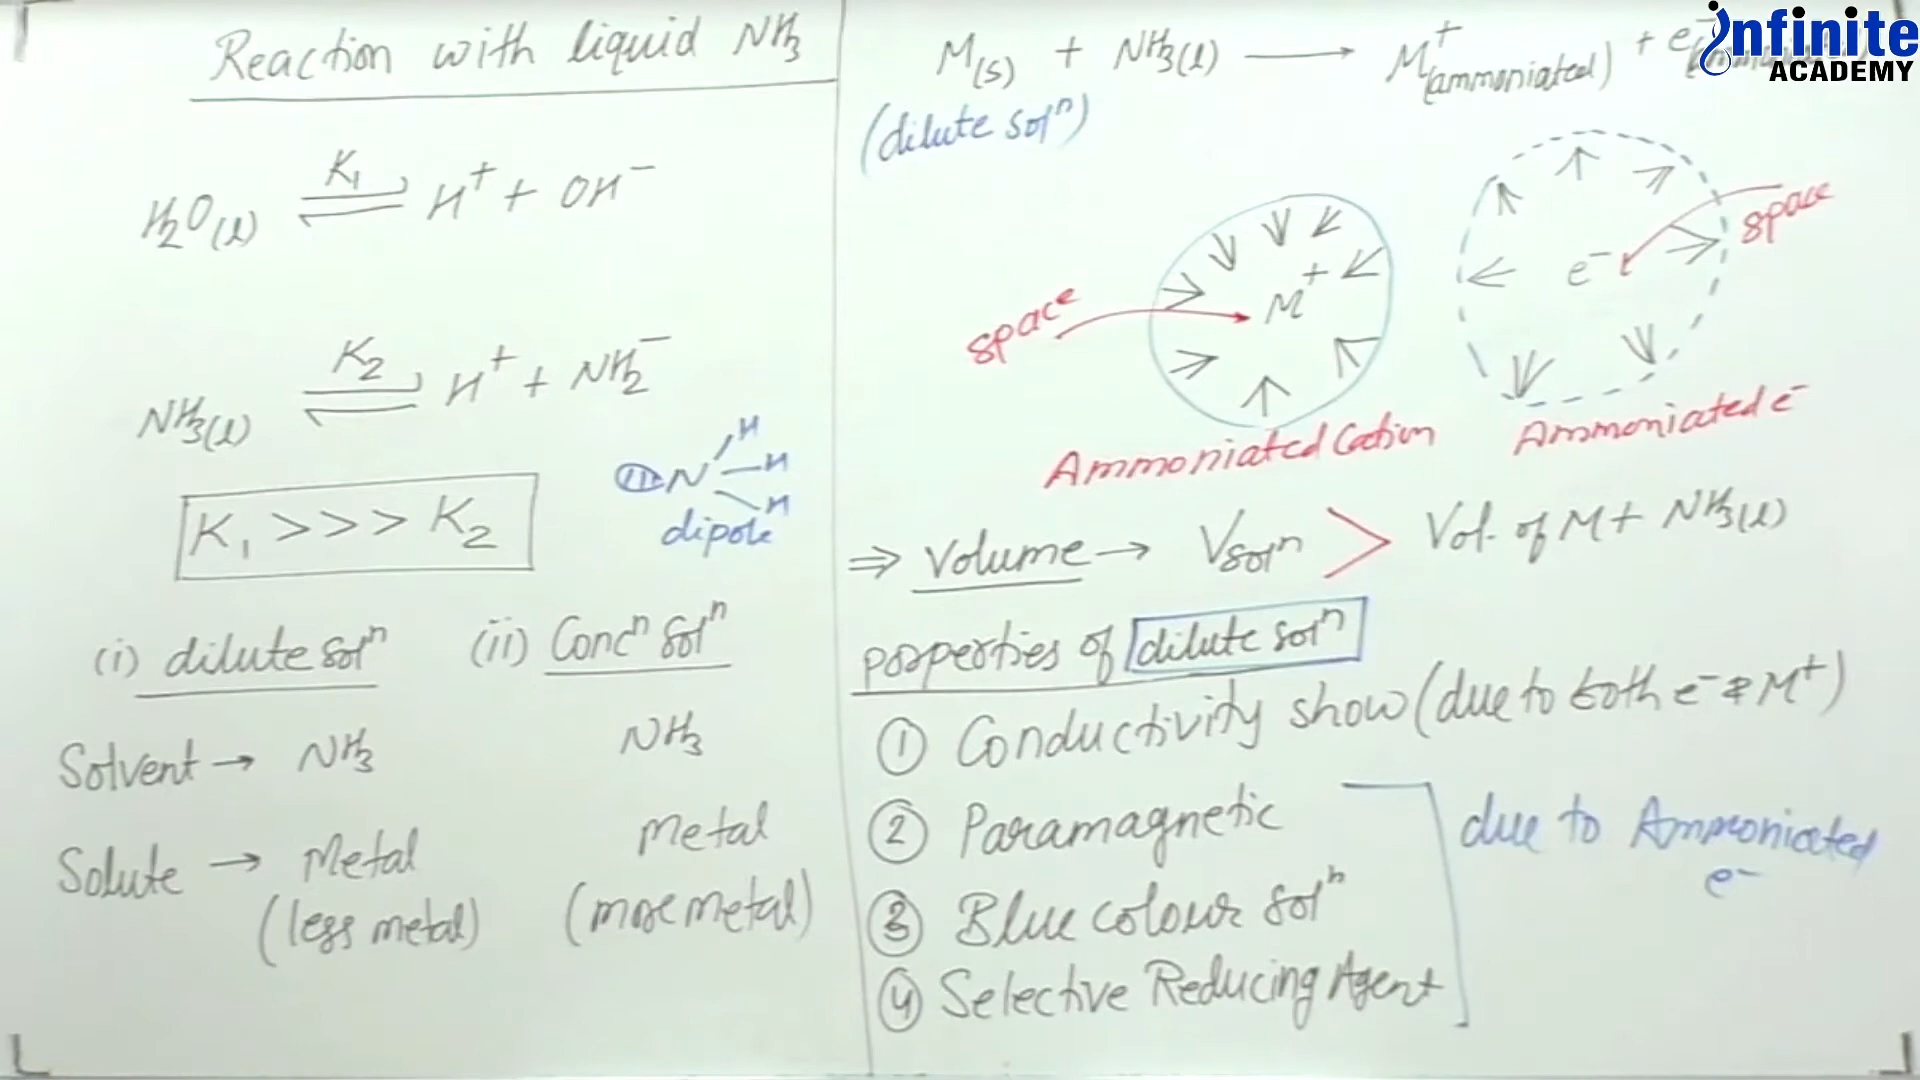 Reaction with liquid NH3
H2O(l) ⇌ H+ + OH−
K1
NH3(l) ⇌ H+ + NH2−
K2
N H H H
dipole
K1 >>> K2
(i) dilute solⁿ (ii) Concⁿ Solⁿ
Solvent → NH3 NH3
Solute → Metal Metal
(less metal) (more metal)
M(s) + NH3(l) ⟶ M+(ammoniated) + e−
(dilute solⁿ)
space M+
e− space
Ammoniated Cation
Ammoniated e−
⇒ Volume → Vsolⁿ > Vol. of M + NH3(l)
properties of dilute solⁿ
① Conductivity show (due to both e− & M+)
② Paramagnetic
③ Blue colour solⁿ
④ Selective Reducing Agent
due to Ammoniated
e−
infinite
ACADEMY